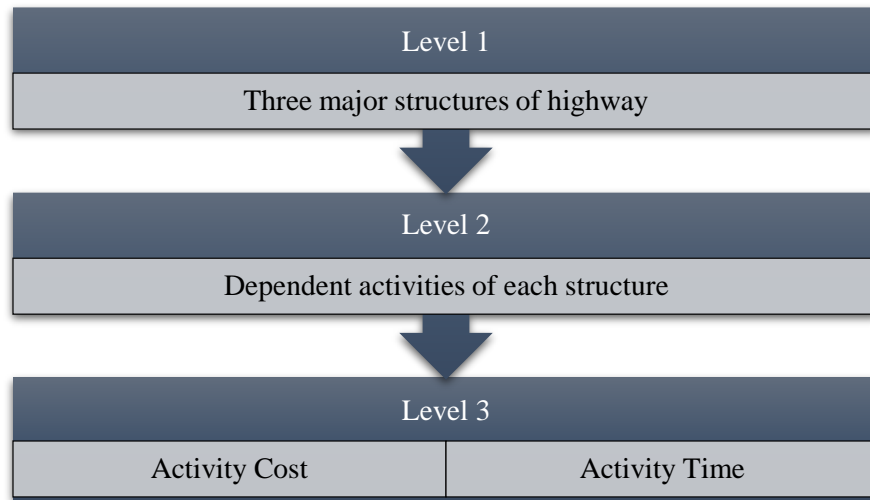 Level 1
Three major structures of highway
Level 2
Dependent activities of each structure
Level 3
Activity Cost
Activity Time